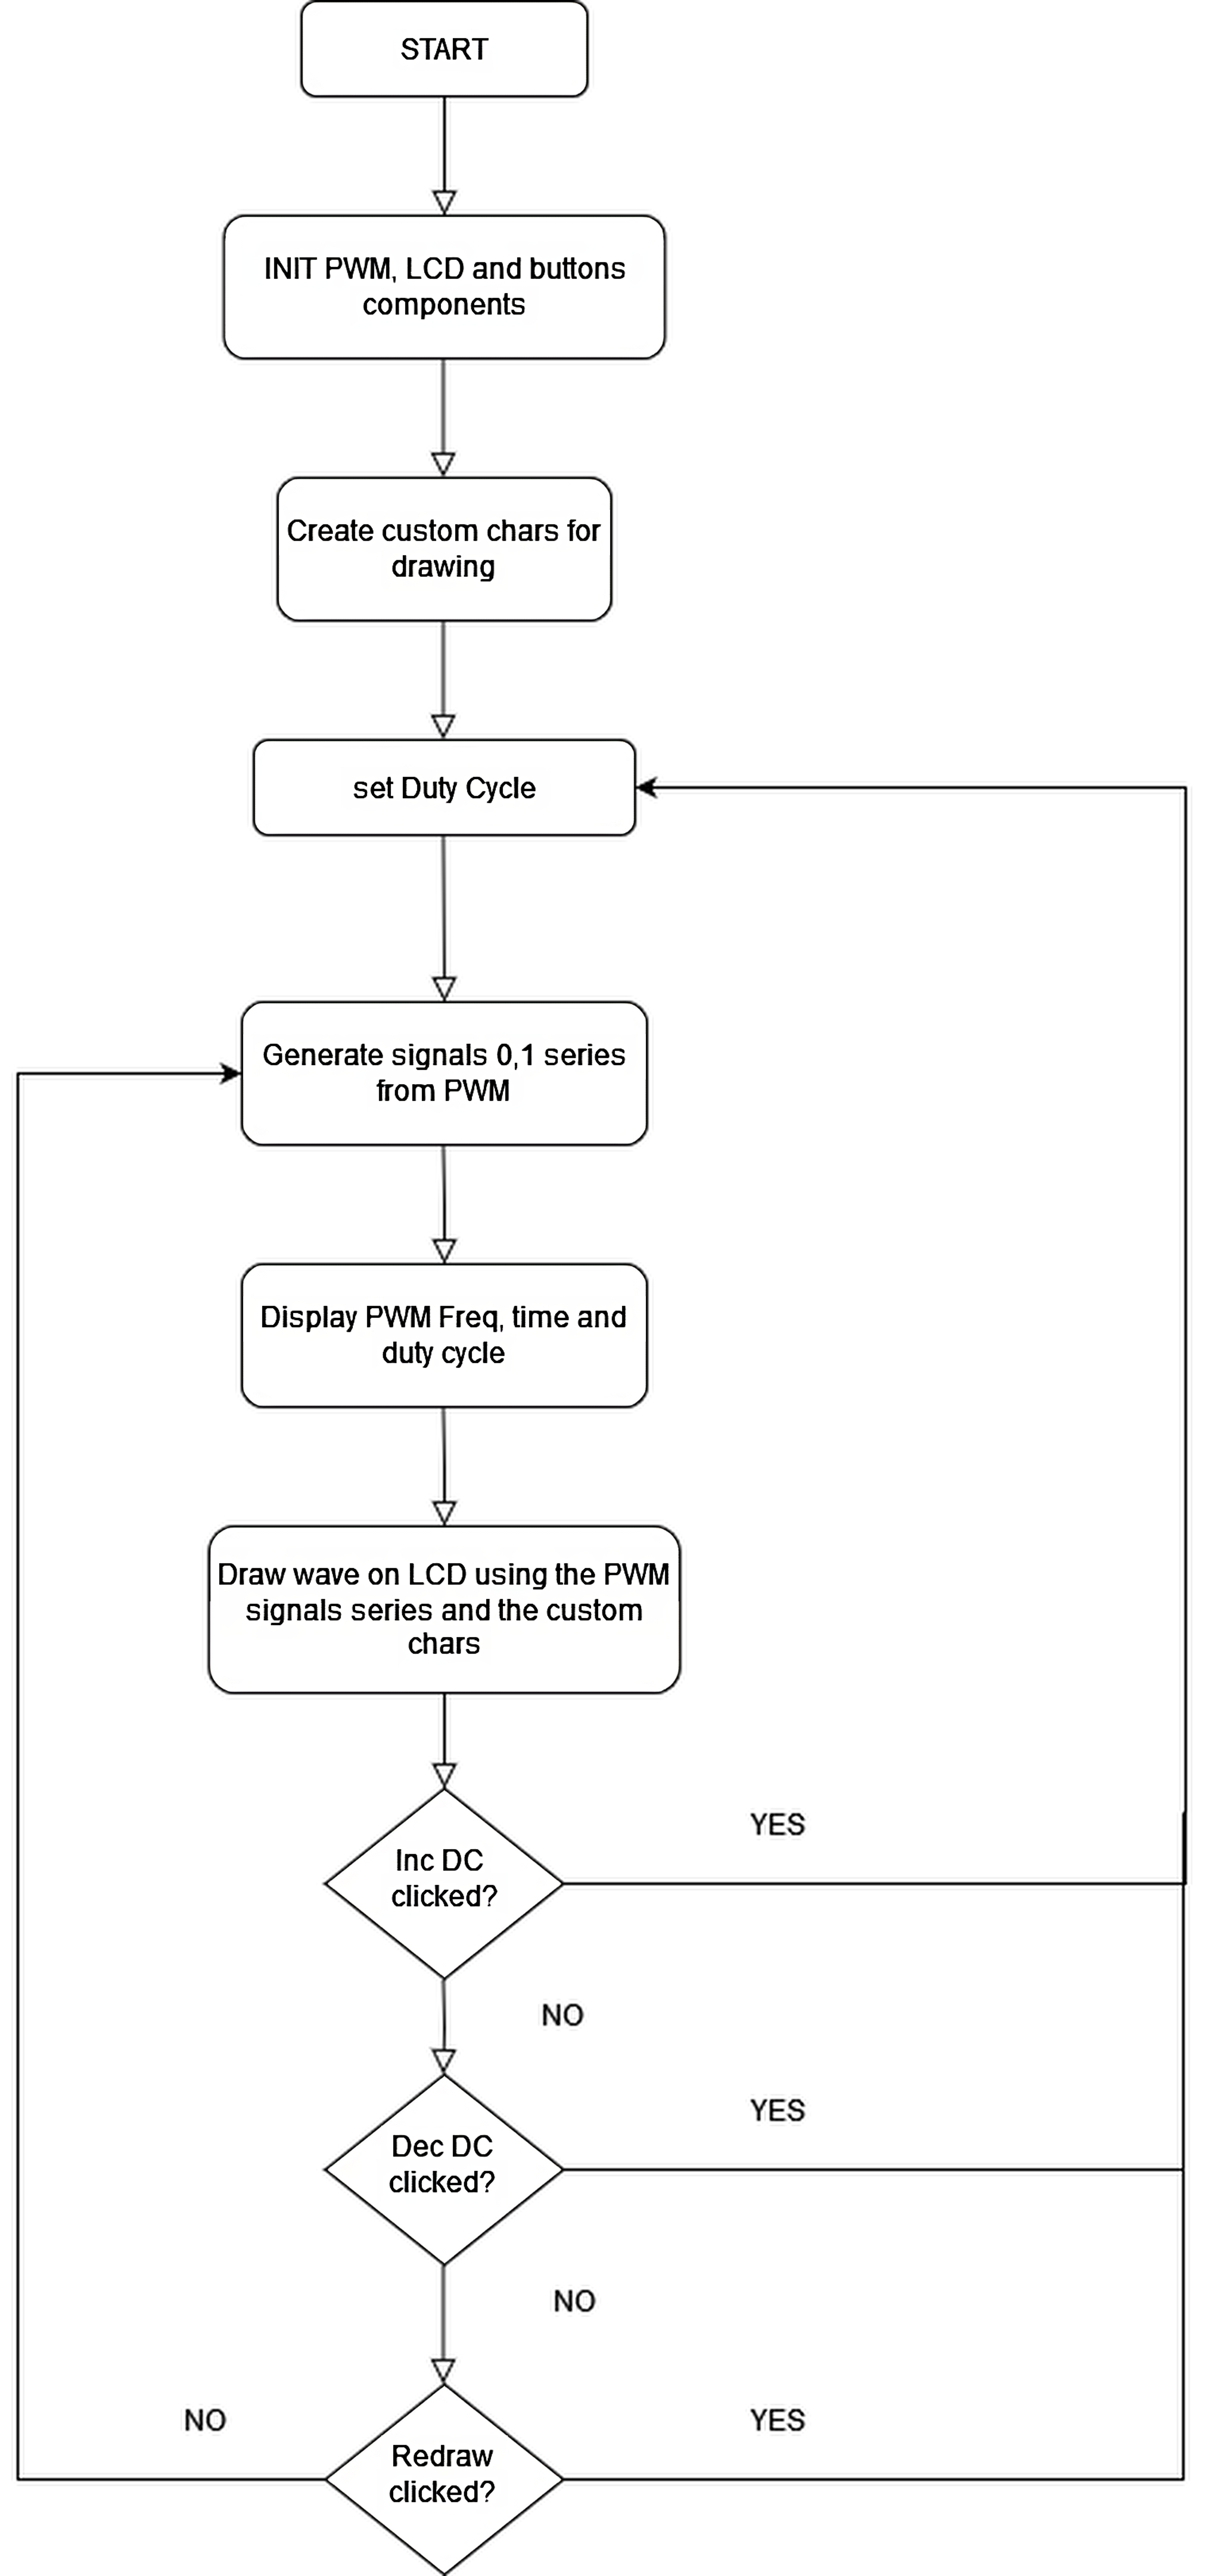 START
INIT PWM, LCD and buttons
components
Create custom chars for
drawing
set Duty Cycle
Generate signals 0,1 series
from PWM
Display PWM Freq, time and
duty cycle
Draw wave on LCD using the PWM
signals series and the custom
chars
YES
Inc DC
clicked?
NO
YES
Dec DC
clicked?
NO
NO
YES
Redraw
clicked?